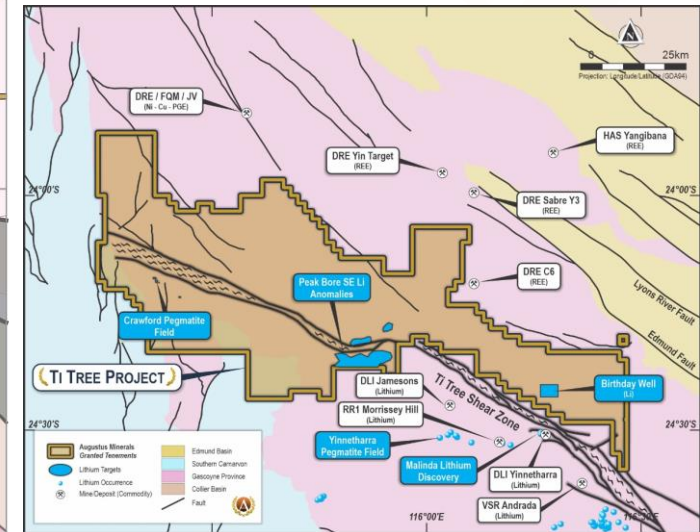 N
0 25km
Projection: Longitude/Latitude (GDA94)
DRE / FQM / JV
(Ni - Cu - PGE)
HAS Yangibana
(REE)
DRE Yin Target
(REE)
24°00'S
24°00'S
DRE Sabre Y3
(REE)
DRE C6
(REE)
Peak Bore SE Li
Anomalies
Lyons River Fault
Edmund Fault
Crawford Pegmatite
Field
TI TREE PROJECT
Ti Tree Shear Zone
DLI Jamesons
(Lithium)
Birthday Well
(Li)
RR1 Morrissey Hill
(Lithium)
24°30'S
24°30'S
Yinnetharra
Pegmatite Field
Malinda Lithium
Discovery
DLI Yinnetharra
(Lithium)
VSR Andrada
(Lithium)
Augustus Minerals
Granted Tenements
Lithium Targets
Lithium Occurrence
Mine/Deposit (Commodity)
Edmund Basin
Southern Carnarvon
Gascoyne Province
Collier Basin
Fault
116°00'E